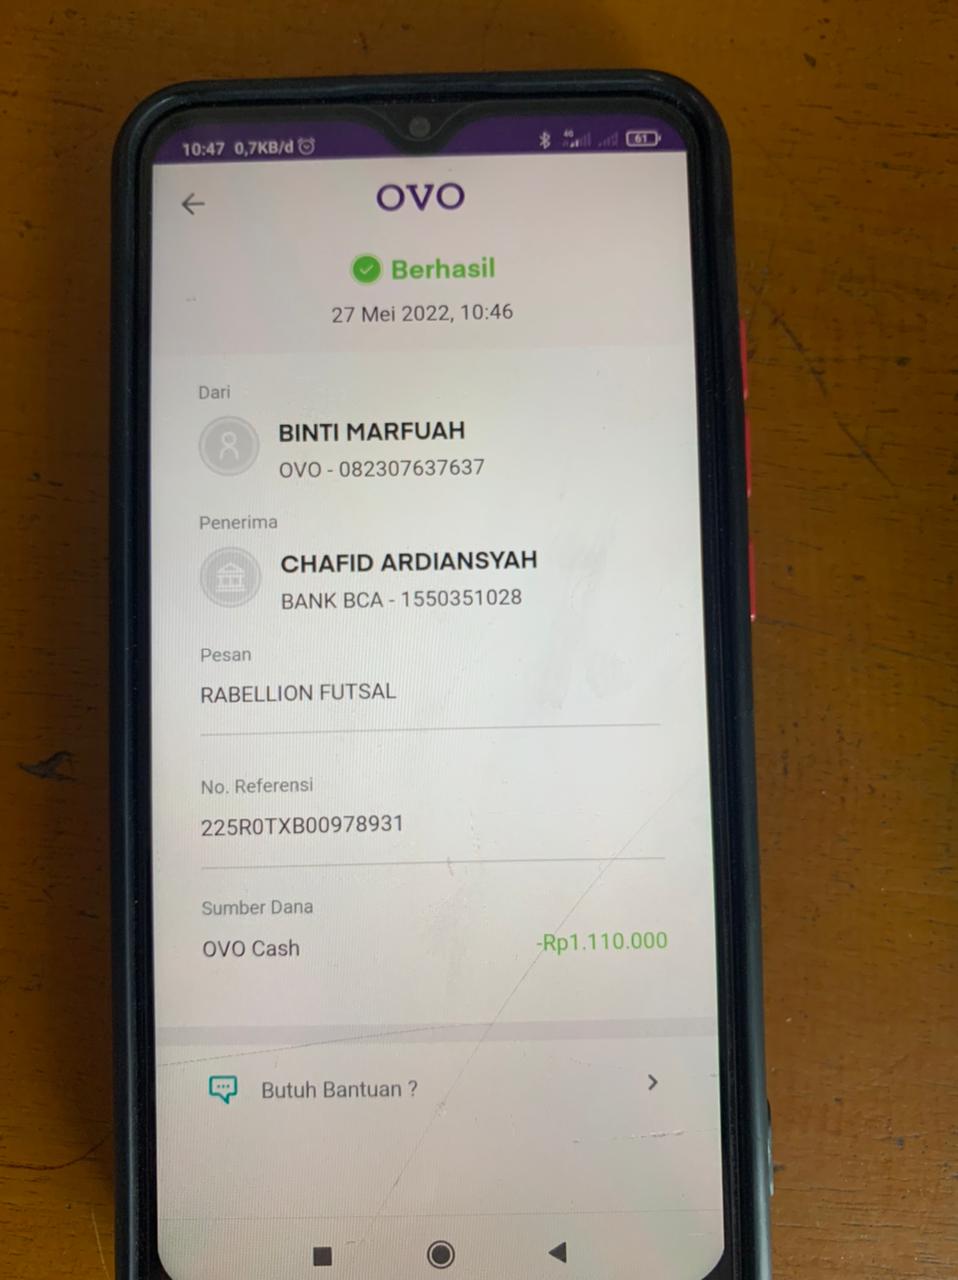 10:47 0,7KB/d
4G
61
OVO
Berhasil
27 Mei 2022, 10:46
Dari
BINTI MARFUAH
OVO - 082307637637
Penerima
CHAFID ARDIANSYAH
BANK BCA - 1550351028
Pesan
RABELLION FUTSAL
No. Referensi
225R0TXB00978931
Sumber Dana
OVO Cash -Rp1.110.000
Butuh Bantuan ?